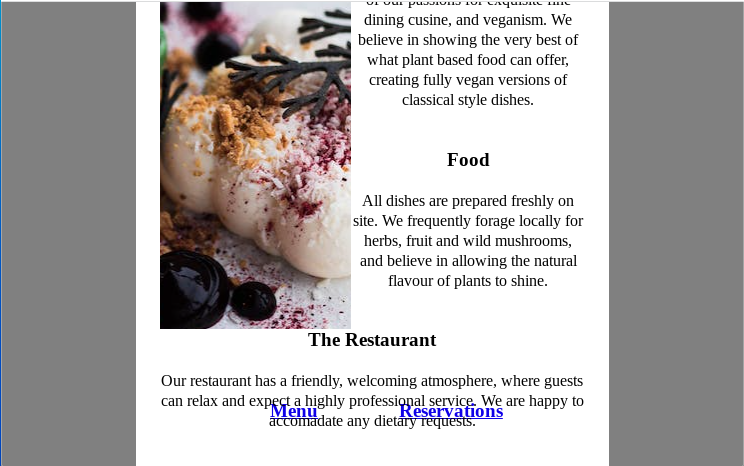 of our passions for exquisite fine
dining cusine, and veganism. We
believe in showing the very best of
what plant based food can offer,
creating fully vegan versions of
classical style dishes.
Food
All dishes are prepared freshly on
site. We frequently forage locally for
herbs, fruit and wild mushrooms,
and believe in allowing the natural
flavour of plants to shine.
The Restaurant
Our restaurant has a friendly, welcoming atmosphere, where guests
can relax and expect a highly professional service. We are happy to
Menu Reservations
accomadate any dietary requests.